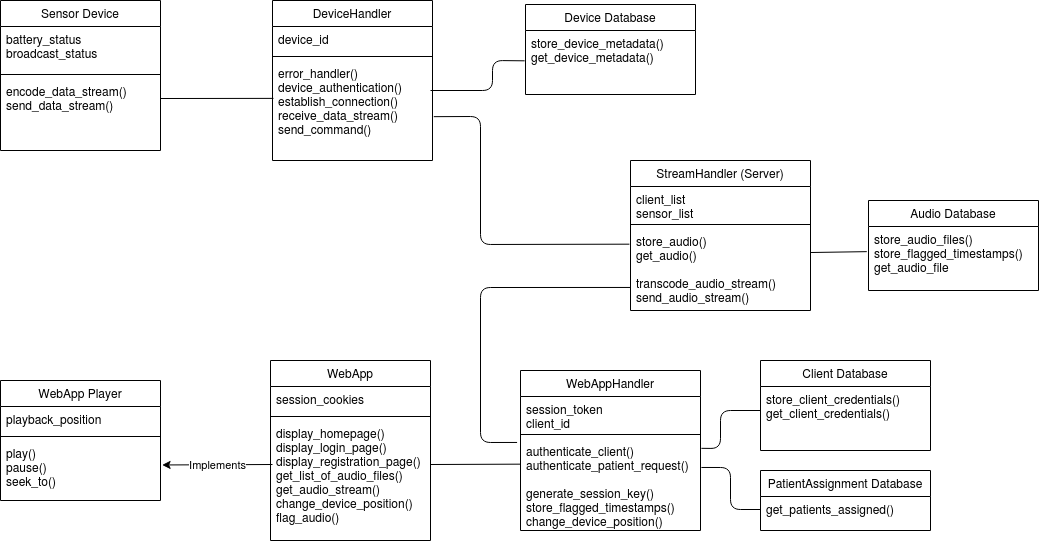 Sensor Device
battery_status
broadcast_status
encode_data_stream()
send_data_stream()
DeviceHandler
device_id
error_handler()
device_authentication()
establish_connection()
receive_data_stream()
send_command()
Device Database
store_device_metadata()
get_device_metadata()
StreamHandler (Server)
client_list
sensor_list
store_audio()
get_audio()
transcode_audio_stream()
send_audio_stream()
Audio Database
store_audio_files()
store_flagged_timestamps()
get_audio_file
WebApp Player
playback_position
play()
pause()
seek_to()
Implements
WebApp
session_cookies
display_homepage()
display_login_page()
display_registration_page()
get_list_of_audio_files()
get_audio_stream()
change_device_position()
flag_audio()
WebAppHandler
session_token
client_id
authenticate_client()
authenticate_patient_request()
generate_session_key()
store_flagged_timestamps()
change_device_position()
Client Database
store_client_credentials()
get_client_credentials()
PatientAssignment Database
get_patients_assigned()